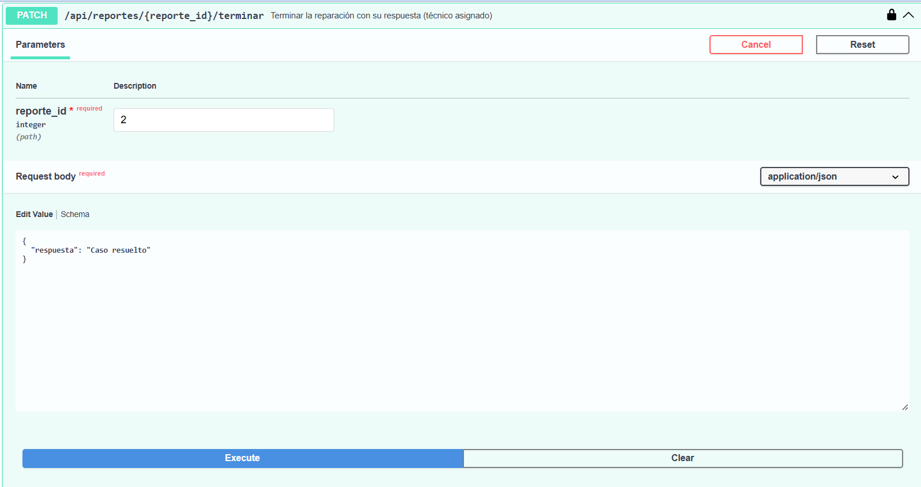 PATCH /api/reportes/{reporte_id}/terminar Terminar la reparación con su respuesta (técnico asignado)
Parameters
Cancel
Reset
Name Description
reporte_id * required
integer
(path)
2
Request body required
application/json
Edit Value | Schema
{
  "respuesta": "Caso resuelto"
}
Execute
Clear